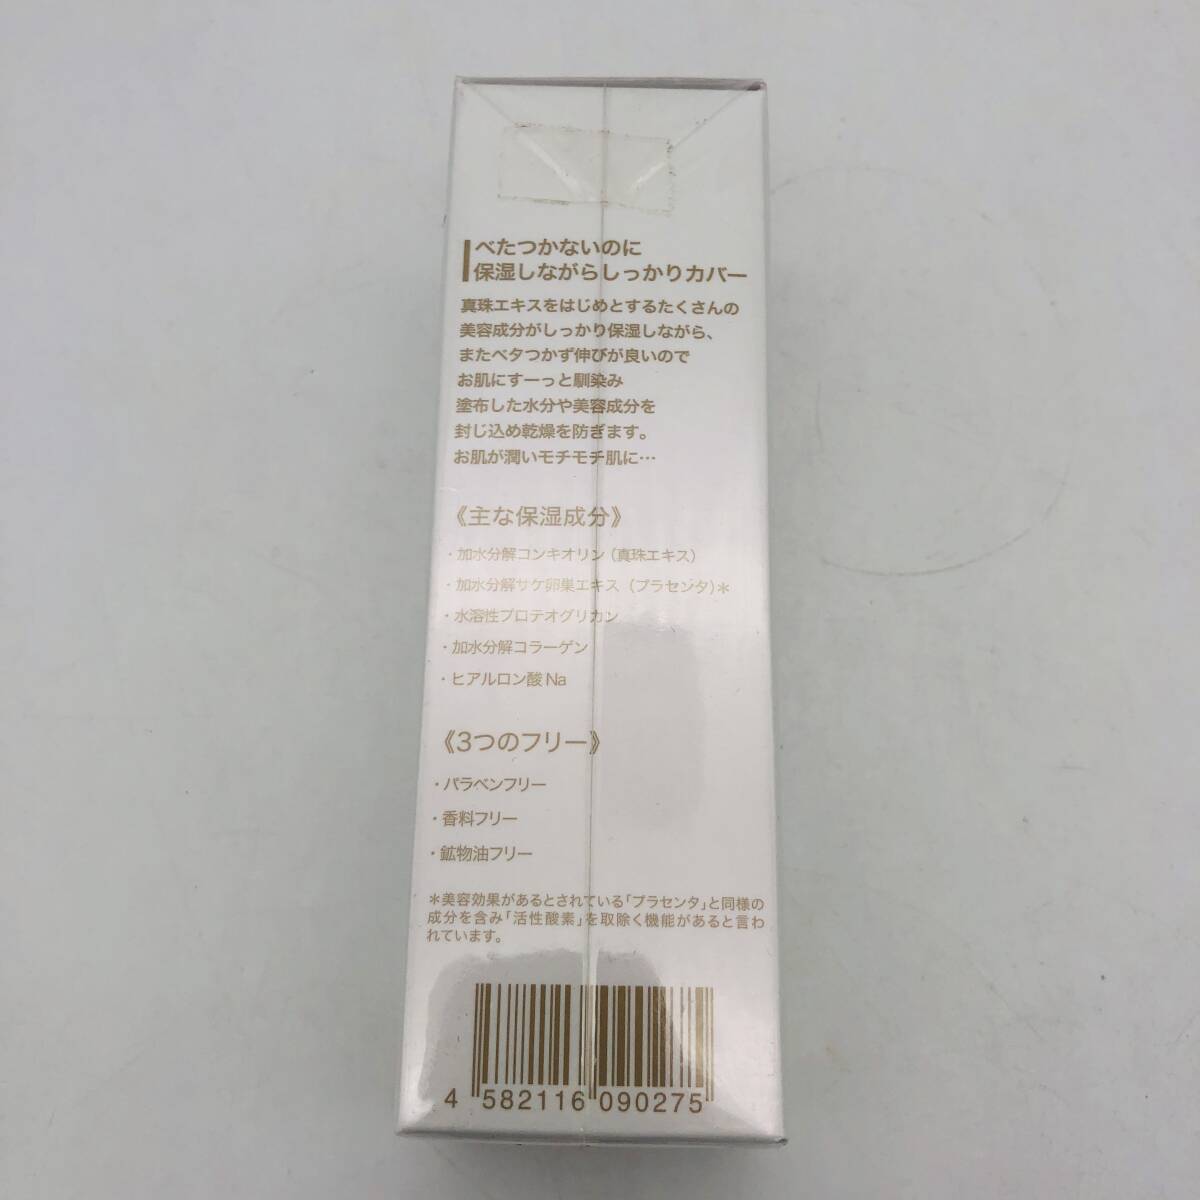 べたつかないのに
保湿しながらしっかりカバー
真珠エキスをはじめとするたくさんの
美容成分がしっかり保湿しながら、
またベタつかず伸びが良いので
お肌にすーっと馴染み
塗布した水分や美容成分を
封じ込め乾燥を防ぎます。
お肌が潤いモチモチ肌に…
《主な保湿成分》
・加水分解コンキオリン（真珠エキス）
・加水分解サケ卵巣エキス（プラセンタ）＊
・水溶性プロテオグリカン
・加水分解コラーゲン
・ヒアルロン酸Na
《3つのフリー》
・パラベンフリー
・香料フリー
・鉱物油フリー
＊美容効果があるとされている「プラセンタ」と同様の
成分を含み「活性酸素」を取除く機能があると言わ
れています。
4 582116 090275